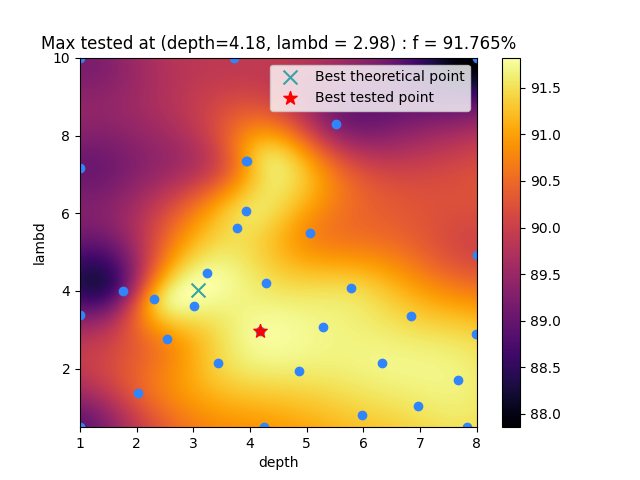 Max tested at (depth=4.18, lambd = 2.98) : f = 91.765%
Best theoretical point
Best tested point
10
8
6
4
2
lambd
1 2 3 4 5 6 7 8
depth
91.5
91.0
90.5
90.0
89.5
89.0
88.5
88.0